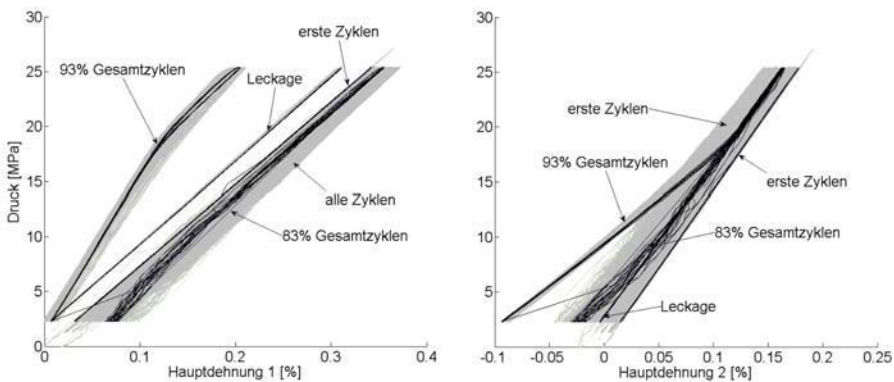 30
25
20
15
10
5
0
Druck [MPa]
93% Gesamtzyklen
Leckage
erste Zyklen
alle Zyklen
83% Gesamtzyklen
0
0.1
0.2
0.3
0.4
Hauptdehnung 1 [%]
30
25
20
15
10
5
0
erste Zyklen
93% Gesamtzyklen
erste Zyklen
83% Gesamtzyklen
Leckage
-0.1
-0.05
0
0.05
0.1
0.15
0.2
0.25
Hauptdehnung 2 [%]